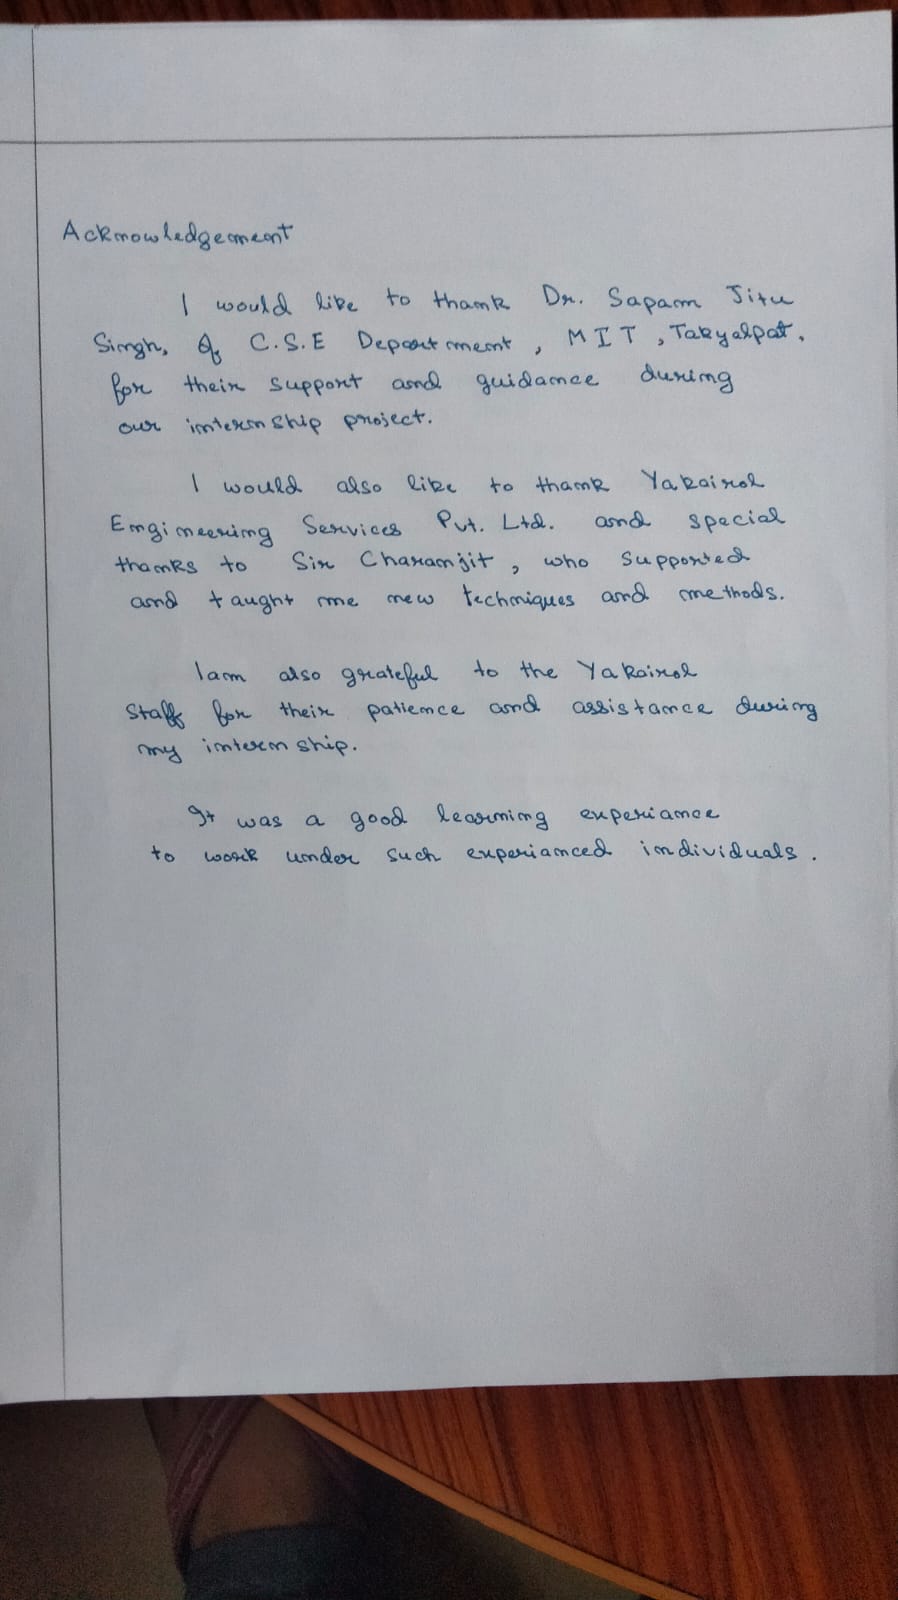 Acknowledgement
I would like to thank Dr. Sapam Jitu
Singh, Of C.S.E Department, MIT, Takyelpat,
for their support and guidance during
our internship project.
I would also like to thank Yakairol
Engineering Services Pvt. Ltd. and special
thanks to Sir Charamjit, who supported
and taught me new techniques and methods.
I am also grateful to the Yakairol
Staff for their patience and assistance during
my internship.
It was a good learning experiance
to work under such experianced individuals.